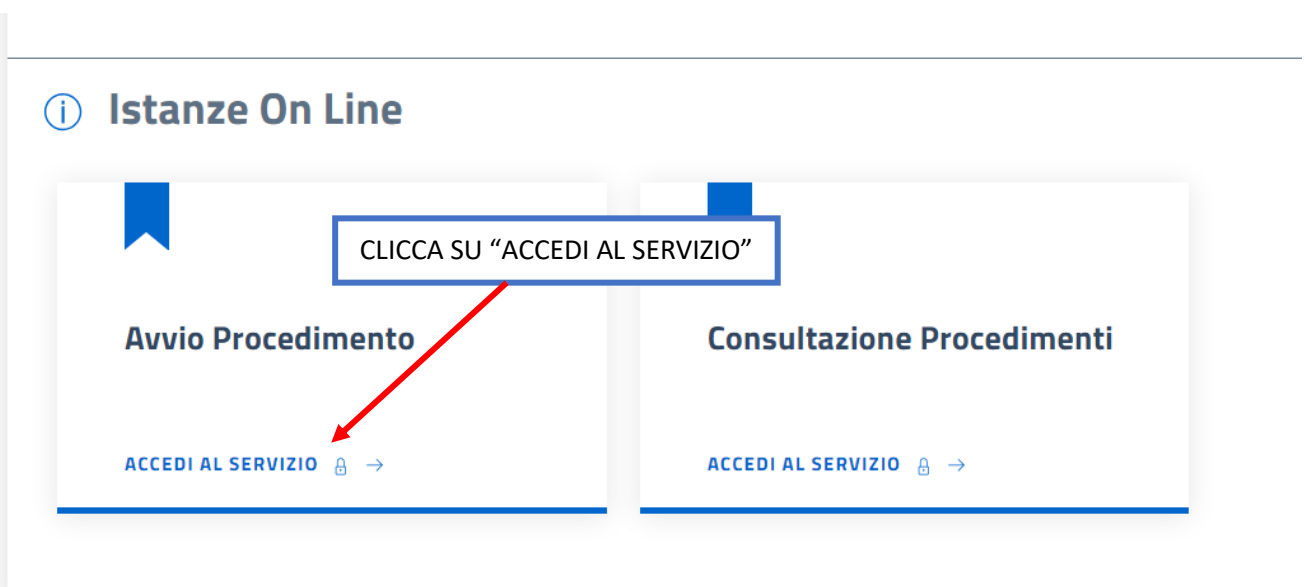 Istanze On Line
CLICCA SU “ACCEDI AL SERVIZIO”
Avvio Procedimento
Consultazione Procedimenti
ACCEDI AL SERVIZIO
ACCEDI AL SERVIZIO